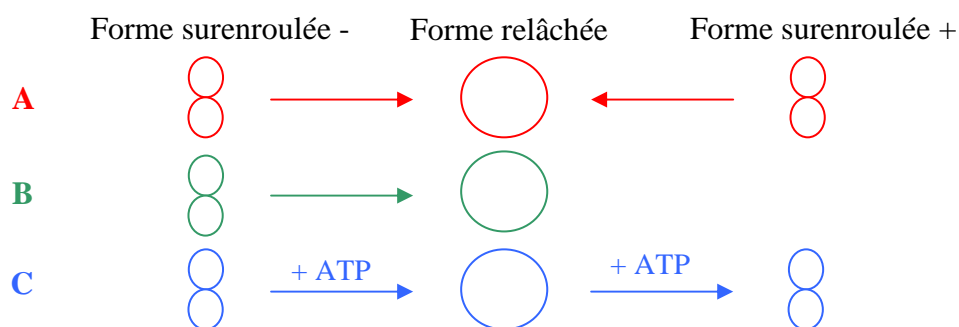 Forme surenroulée - Forme relâchée Forme surenroulée +
A
B
C + ATP + ATP